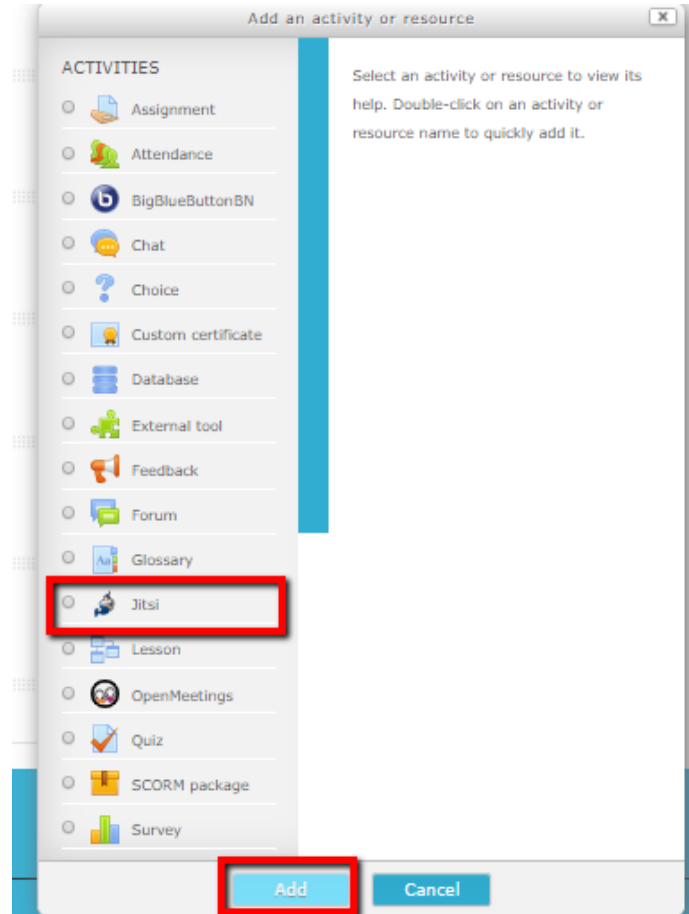 Add an activity or resource
x
ACTIVITIES
Assignment
Attendance
BigBlueButtonBN
Chat
Choice
Custom certificate
Database
External tool
Feedback
Forum
Glossary
Jitsi
Lesson
OpenMeetings
Quiz
SCORM package
Survey
Select an activity or resource to view its
help. Double-click on an activity or
resource name to quickly add it.
Add
Cancel